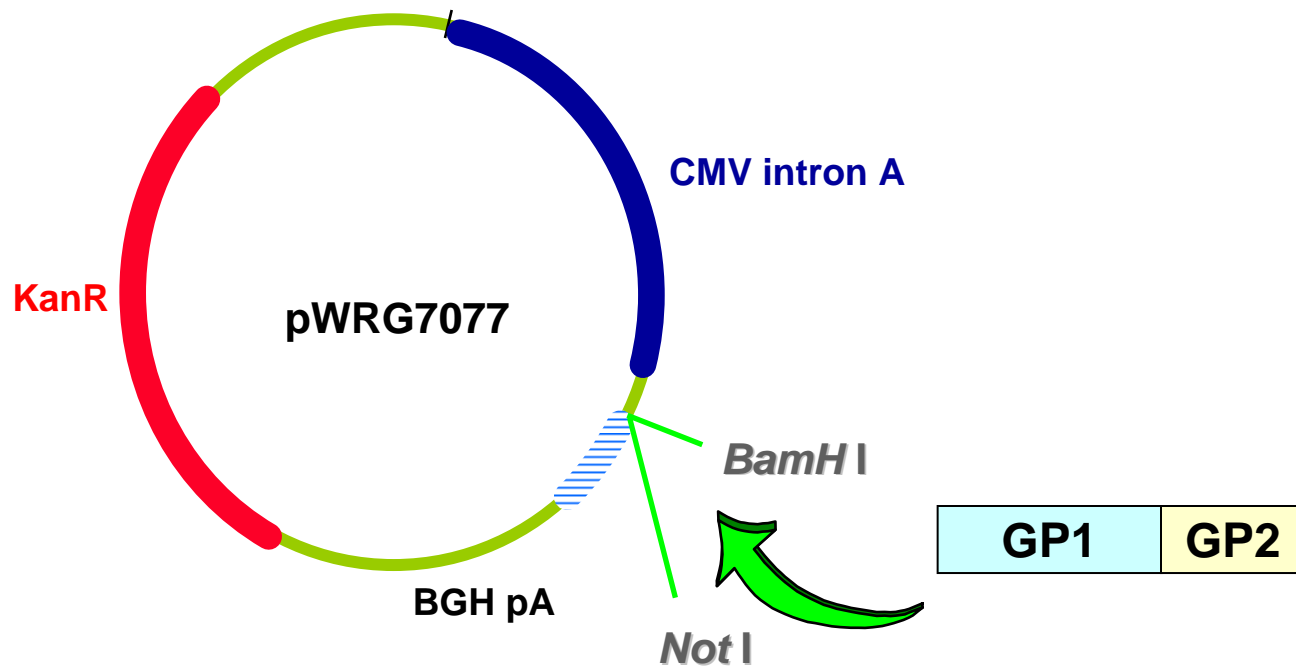 CMV intron A
KanR
pWRG7077
BamH I
GP1 GP2
BGH pA
Not I